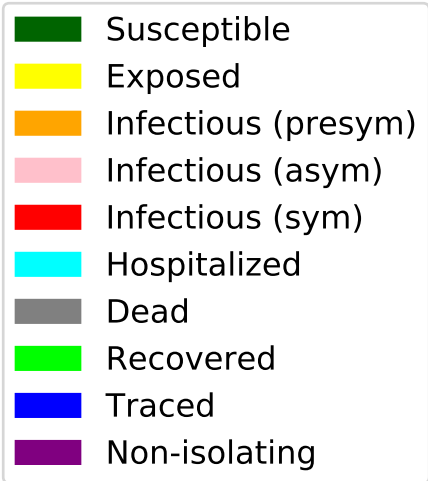 Susceptible
Exposed
Infectious (presym)
Infectious (asym)
Infectious (sym)
Hospitalized
Dead
Recovered
Traced
Non-isolating